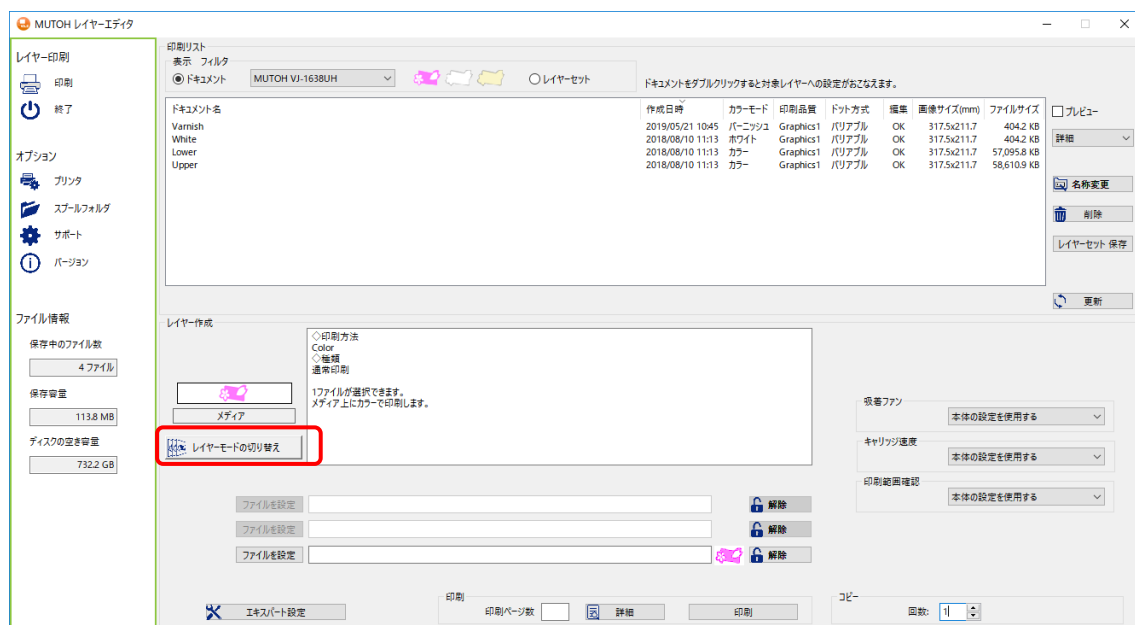 MUTOH レイヤーエディタ
レイヤー印刷
印刷
終了
オプション
プリンタ
スプールフォルダ
サポート
バージョン
ファイル情報
保存中のファイル数
4 ファイル
保存容量
113.8 MB
ディスクの空き容量
732.2 GB
印刷リスト
表示 フィルタ
ドキュメント MUTOH VJ-1638UH レイヤーセット ドキュメントをダブルクリックすると対象レイヤーへの設定がおこなえます。
ドキュメント名 作成日時 カラーモード 印刷品質 ドット方式 編集 画像サイズ(mm) ファイルサイズ
Varnish 2019/05/21 10:45 バーニッシュ Graphics1 バリアブル OK 317.5x211.7 404.2 KB
White 2018/08/10 11:13 ホワイト Graphics1 バリアブル OK 317.5x211.7 404.2 KB
Lower 2018/08/10 11:13 カラー Graphics1 バリアブル OK 317.5x211.7 57,095.8 KB
Upper 2018/08/10 11:13 カラー Graphics1 バリアブル OK 317.5x211.7 58,610.9 KB
プレビュー
詳細
名称変更
削除
レイヤーセット 保存
更新
レイヤー作成
◇印刷方法
Color
◇種類
通常印刷
1ファイルが選択できます。
メディア上にカラーで印刷します。
メディア
レイヤーモードの切り替え
吸着ファン
本体の設定を使用する
キャリッジ速度
本体の設定を使用する
印刷範囲確認
本体の設定を使用する
ファイルを設定 解除
ファイルを設定 解除
ファイルを設定 解除
エキスパート設定
印刷
印刷ページ数 詳細 印刷
コピー
回数: 1